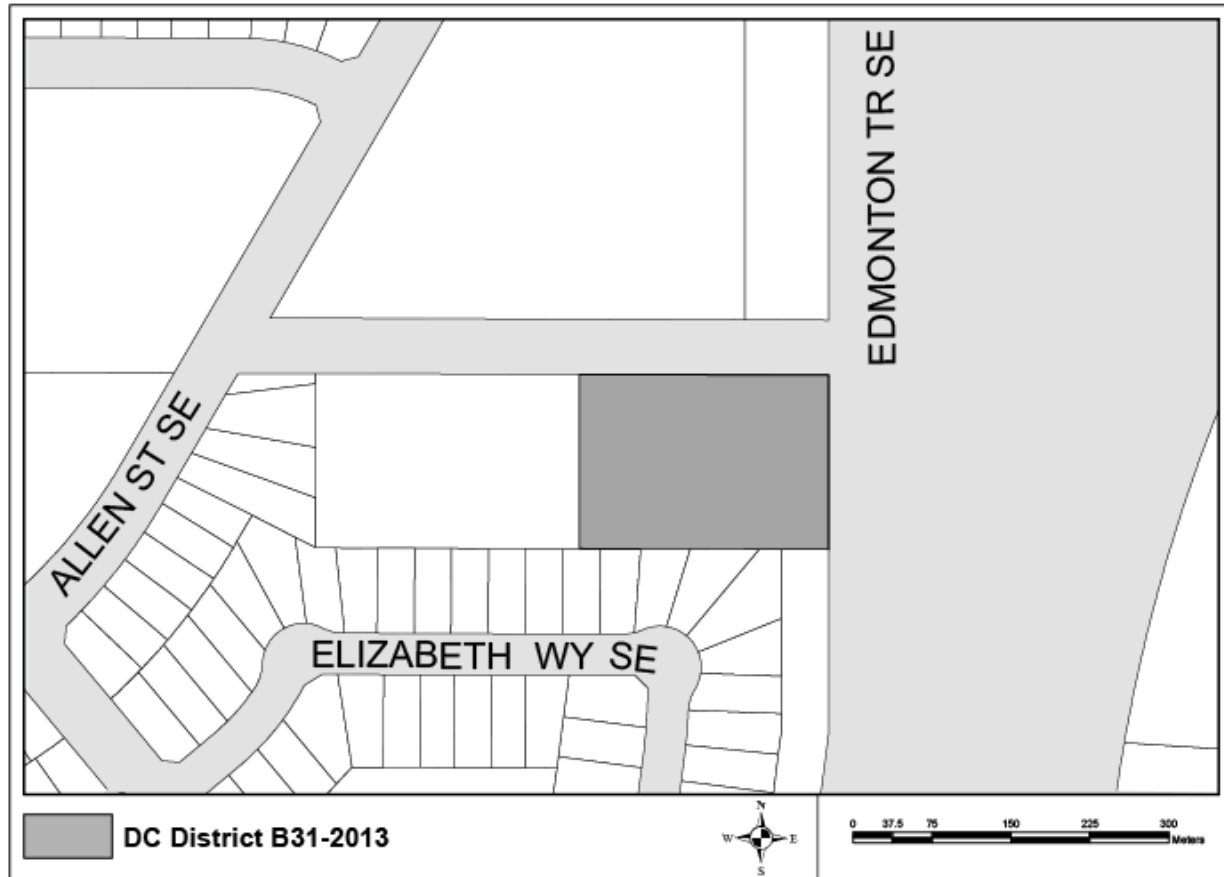 EDMONTON TR SE
ALLEN ST SE
ELIZABETH WY SE
DC District B31-2013
N
W E
S
0 37.5 75 150 225 300
Meters